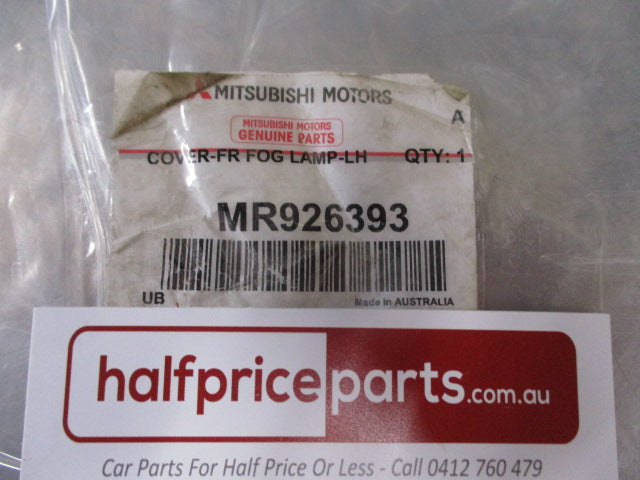 MITSUBISHI MOTORS
A
MITSUBISHI MOTORS
GENUINE PARTS
COVER-FR FOG LAMP-LH QTY: 1
MR926393
UB Made in AUSTRALIA
halfpriceparts.com.au
Car Parts For Half Price Or Less - Call 0412 760 479